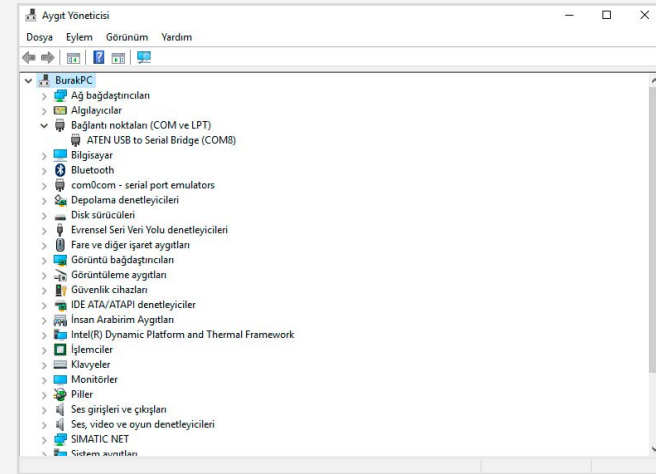 Aygıt Yöneticisi
Dosya Eylem Görünüm Yardım
BurakPC
Ağ bağdaştırıcıları
Algılayıcılar
Bağlantı noktaları (COM ve LPT)
ATEN USB to Serial Bridge (COM8)
Bilgisayar
Bluetooth
com0com - serial port emulators
Depolama denetleyicileri
Disk sürücüleri
Evrensel Seri Veri Yolu denetleyicileri
Fare ve diğer işaret aygıtları
Görüntü bağdaştırıcıları
Görüntüleme aygıtları
Güvenlik cihazları
IDE ATA/ATAPI denetleyiciler
İnsan Arabirim Aygıtları
Intel(R) Dynamic Platform and Thermal Framework
İşlemciler
Klavyeler
Monitörler
Piller
Ses girişleri ve çıkışları
Ses, video ve oyun denetleyicileri
SIMATIC NET
Sistem aygıtları